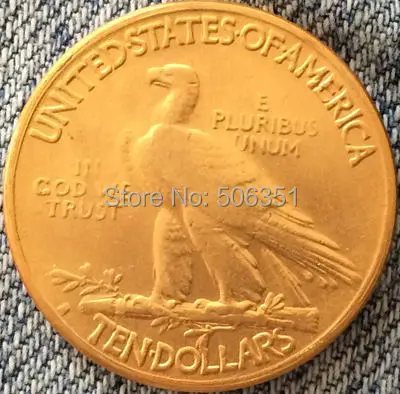 UNITED·STATES·OF·AMERICA
E
PLURIBUS
UNUM
IN
GOD WE
TRUST
Store No: 506351
TEN·DOLLARS